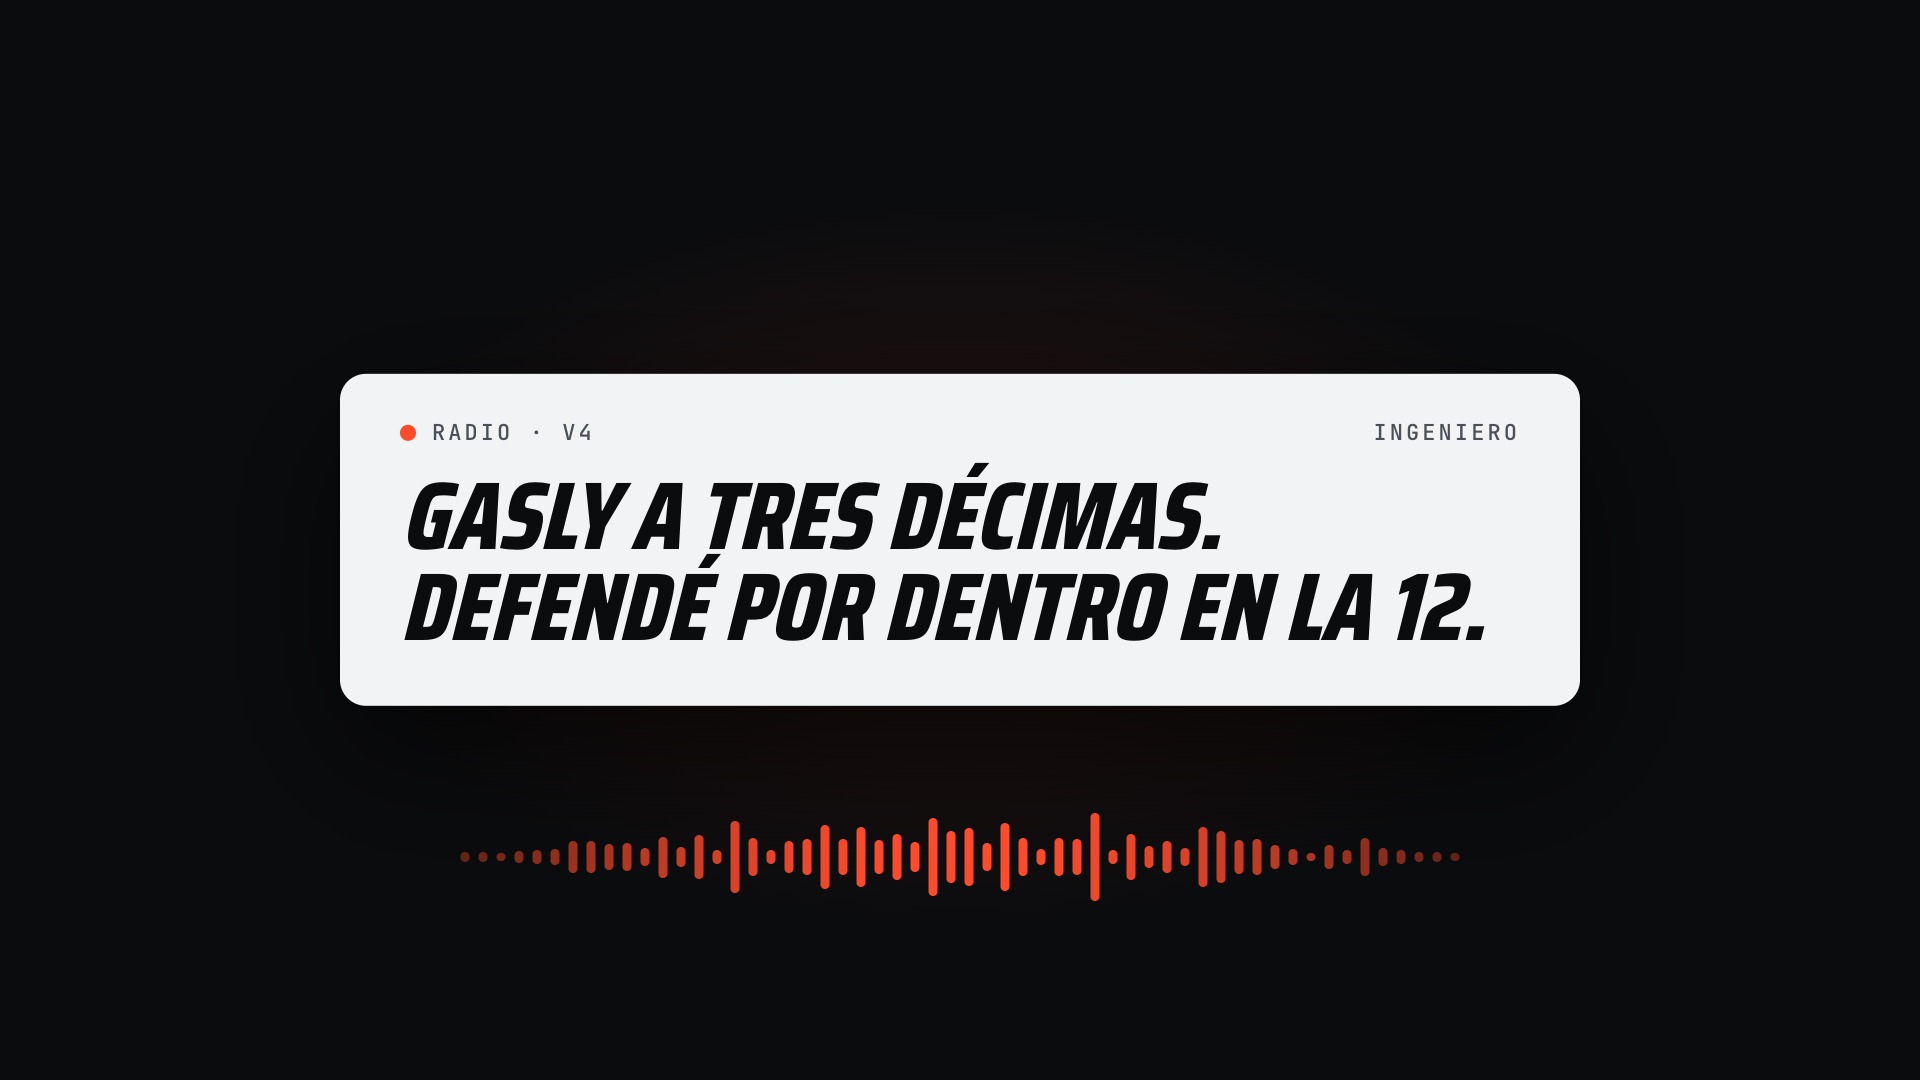 RADIO · V4
INGENIERO
GASLY A TRES DÉCIMAS.
DEFENDÉ POR DENTRO EN LA 12.